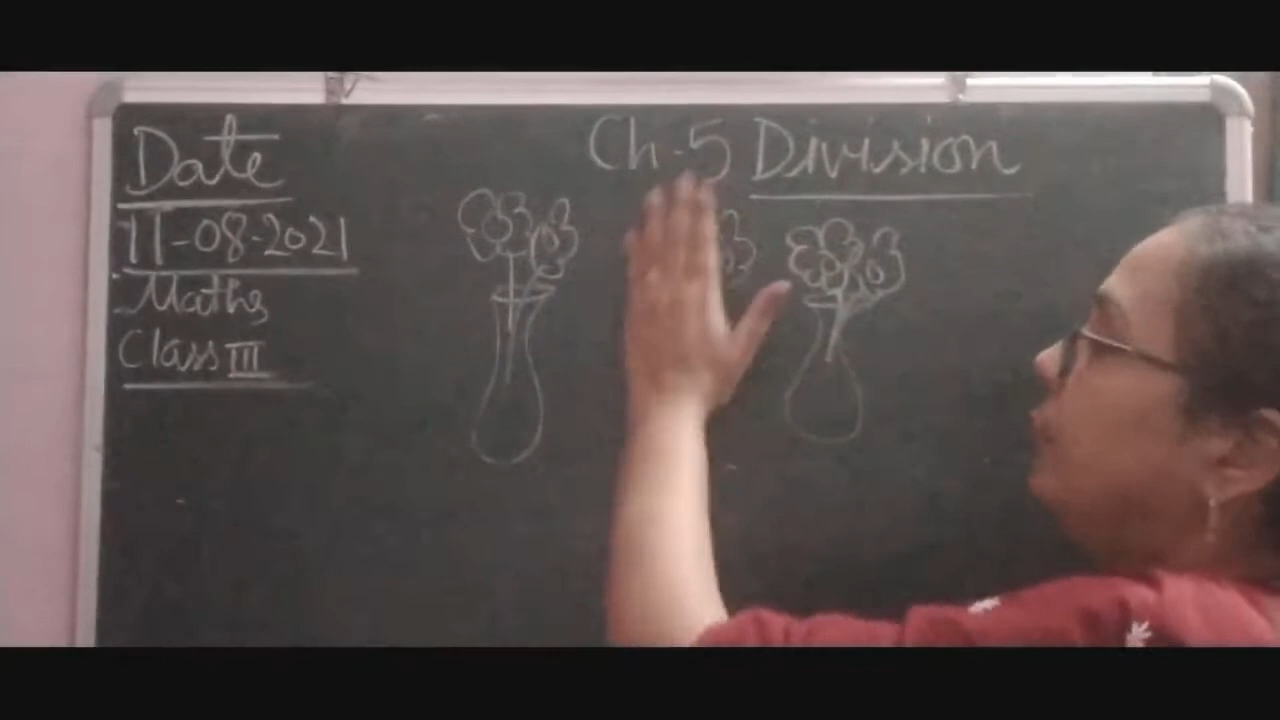 Date
11-08-2021
Maths
Class III
Ch-5 Division